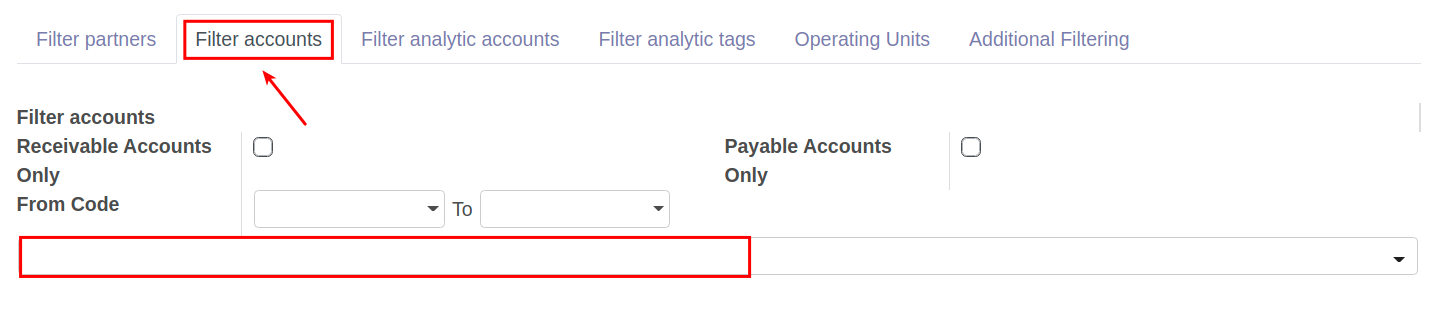 Filter partners Filter accounts Filter analytic accounts Filter analytic tags Operating Units Additional Filtering
Filter accounts
Receivable Accounts Only
Payable Accounts Only
From Code To